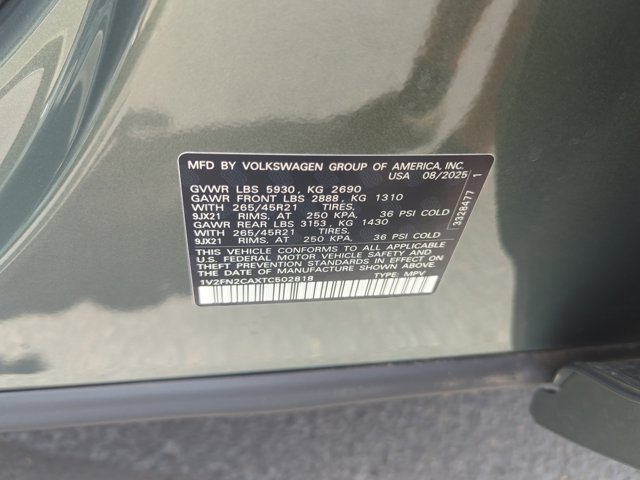 MFD BY VOLKSWAGEN GROUP OF AMERICA, INC.
USA 08/2025
GVWR LBS 5930, KG 2690
GAWR FRONT LBS 2888, KG 1310
WITH 265/45R21 TIRES,
9JX21 RIMS, AT 250 KPA, 36 PSI COLD
GAWR REAR LBS 3153, KG 1430
WITH 265/45R21 TIRES,
9JX21 RIMS, AT 250 KPA, 36 PSI COLD
THIS VEHICLE CONFORMS TO ALL APPLICABLE
U.S. FEDERAL MOTOR VEHICLE SAFETY AND
THEFT PREVENTION STANDARDS IN EFFECT
ON THE DATE OF MANUFACTURE SHOWN ABOVE.
1V2FN2CAXTC502818 TYPE: MPV
3328477 1